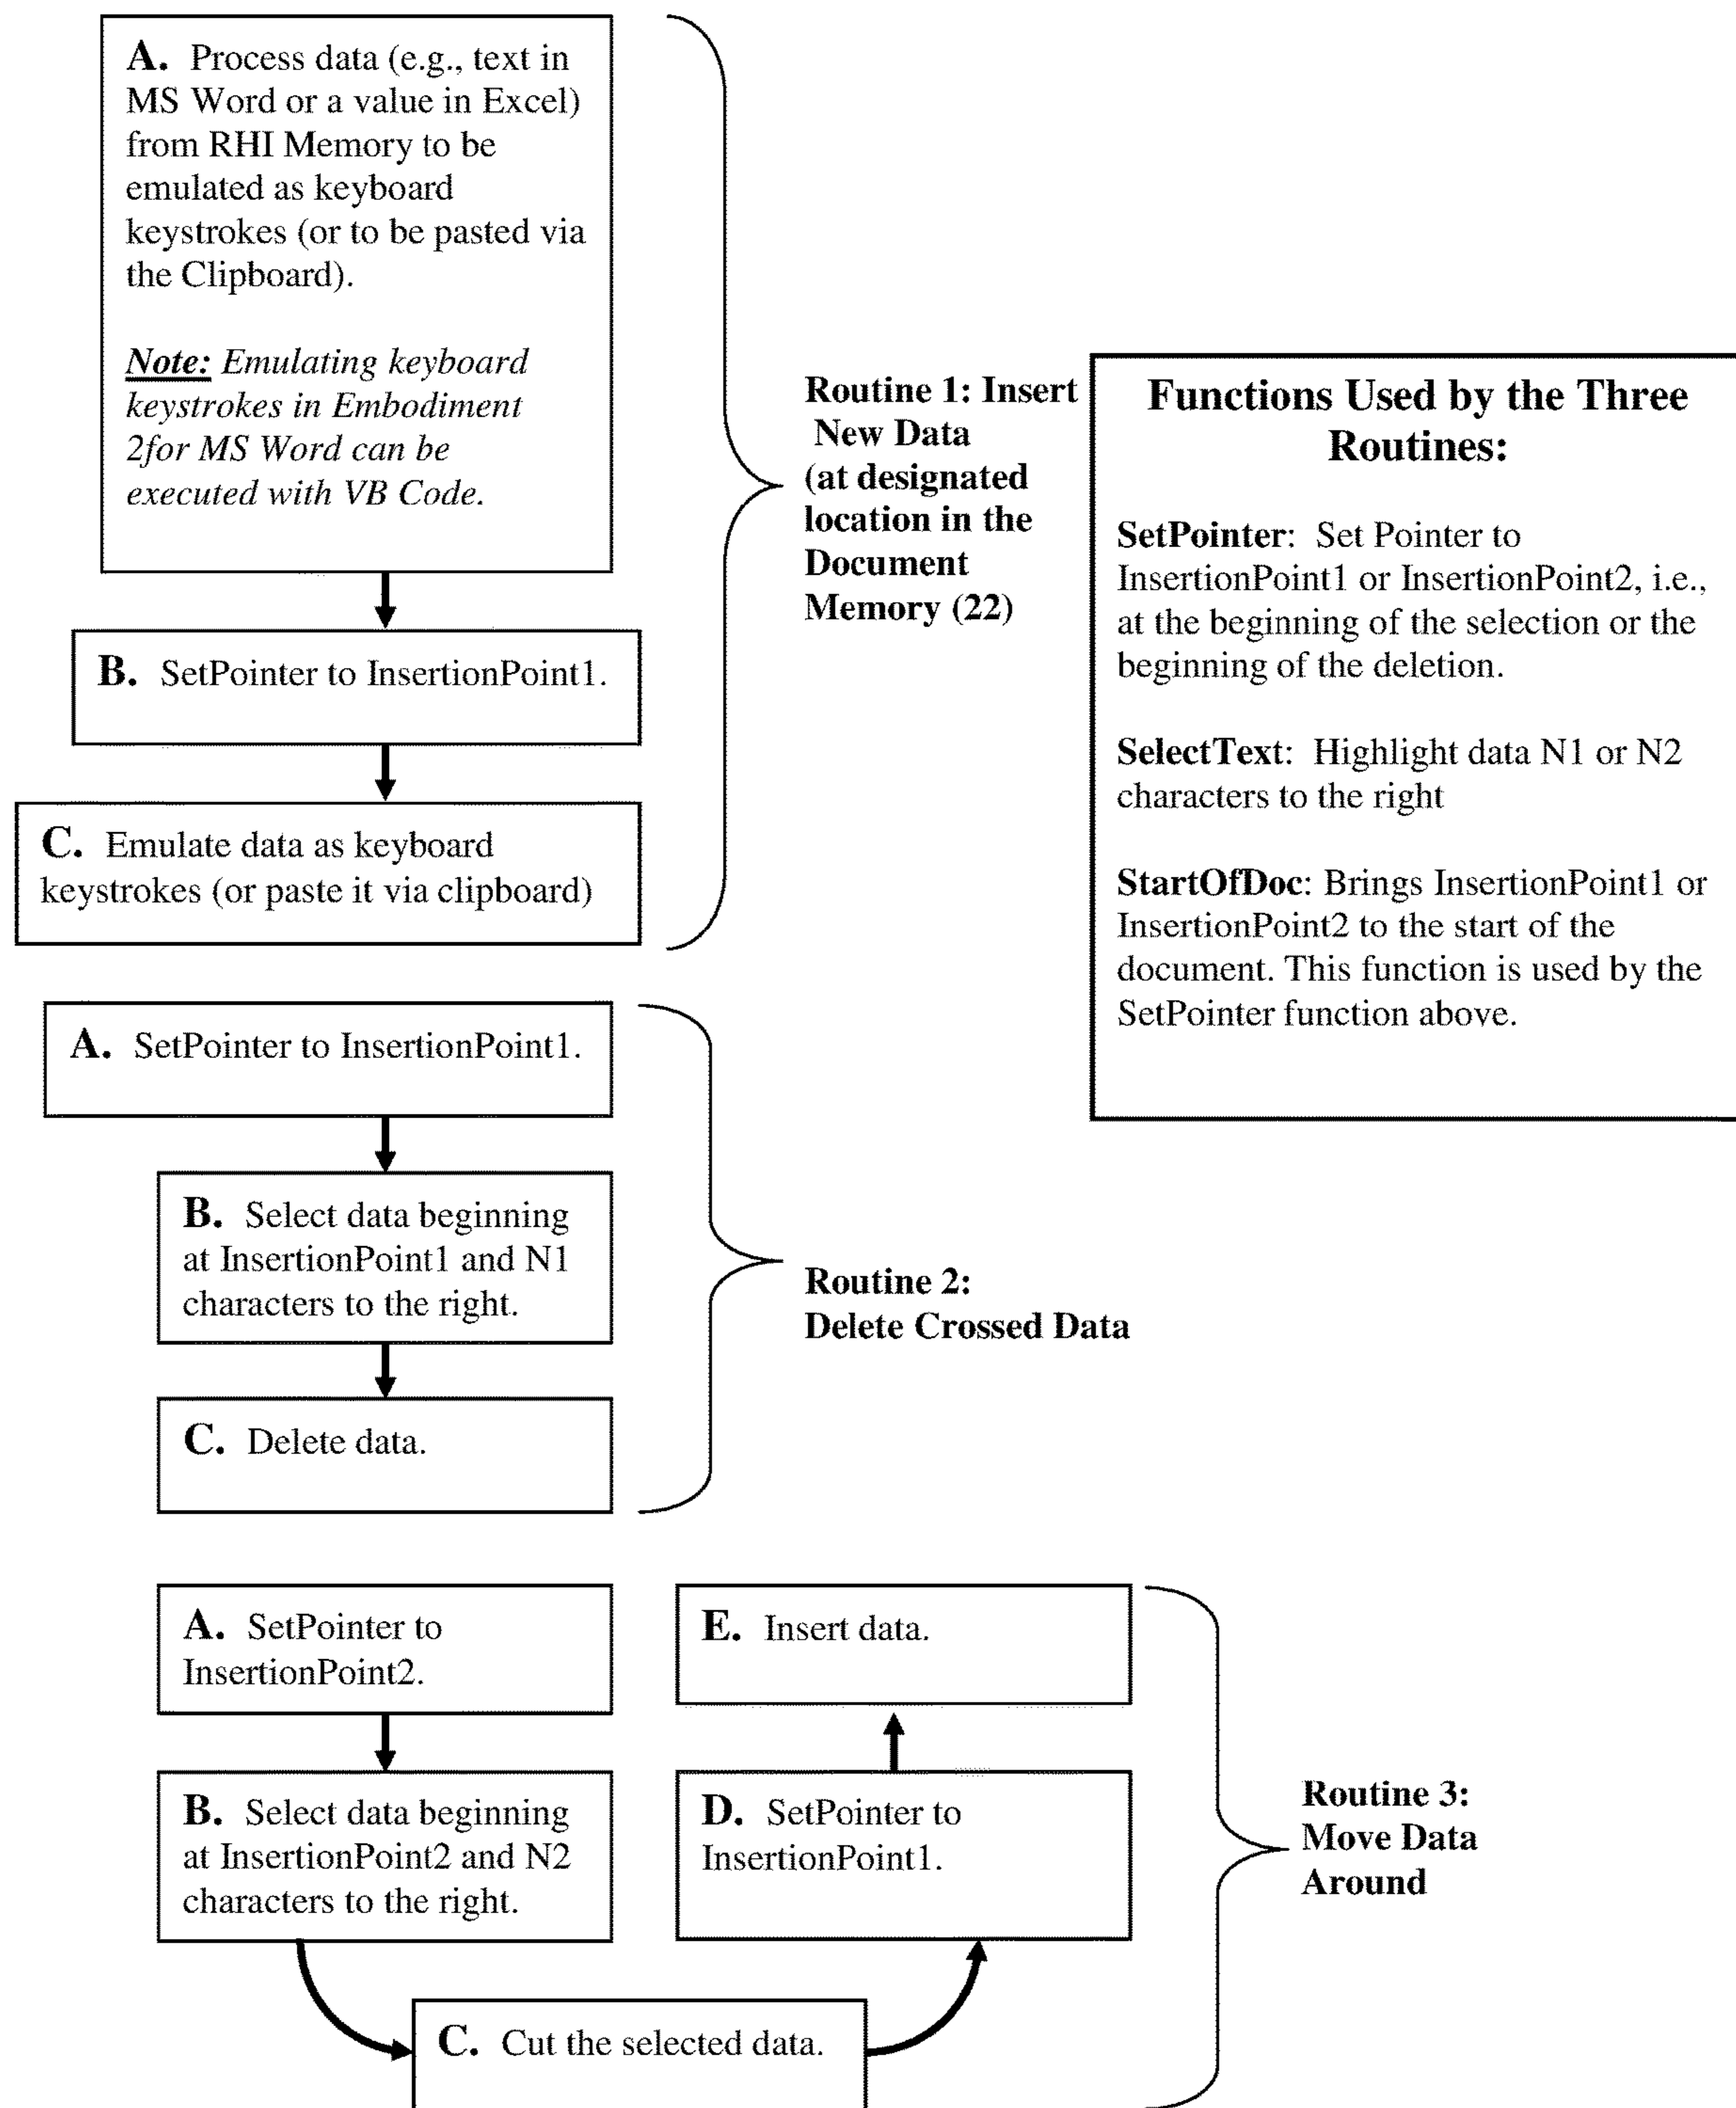 A. Process data (e.g., text in
MS Word or a value in Excel)
from RHI Memory to be
emulated as keyboard
keystrokes (or to be pasted via
the Clipboard).
Note: Emulating keyboard
keystrokes in Embodiment
2for MS Word can be
executed with VB Code.
B. SetPointer to InsertionPoint1.
C. Emulate data as keyboard
keystrokes (or paste it via clipboard)
Routine 1: Insert
New Data
(at designated
location in the
Document
Memory (22)
Functions Used by the Three
Routines:
SetPointer: Set Pointer to
InsertionPoint1 or InsertionPoint2, i.e.,
at the beginning of the selection or the
beginning of the deletion.
SelectText: Highlight data N1 or N2
characters to the right
StartOfDoc: Brings InsertionPoint1 or
InsertionPoint2 to the start of the
document. This function is used by the
SetPointer function above.
A. SetPointer to InsertionPoint1.
B. Select data beginning
at InsertionPoint1 and N1
characters to the right.
C. Delete data.
Routine 2:
Delete Crossed Data
A. SetPointer to
InsertionPoint2.
B. Select data beginning
at InsertionPoint2 and N2
characters to the right.
C. Cut the selected data.
D. SetPointer to
InsertionPoint1.
E. Insert data.
Routine 3:
Move Data
Around